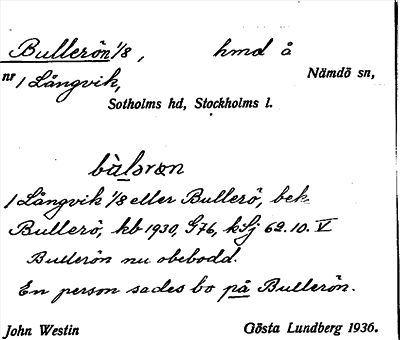 Bullerön 1/8, hmd å
nr 1 Långvik, Nämdö sn,
Sotholms hd, Stockholms l.
1 Långvik 1/8 eller Bullerö, bek.
Bullerö, kb 1930, G76, kSj 62.10. V
Bullerön nu obebodd.
En person sades bo på Bullerön.
John Westin Gösta Lundberg 1936.